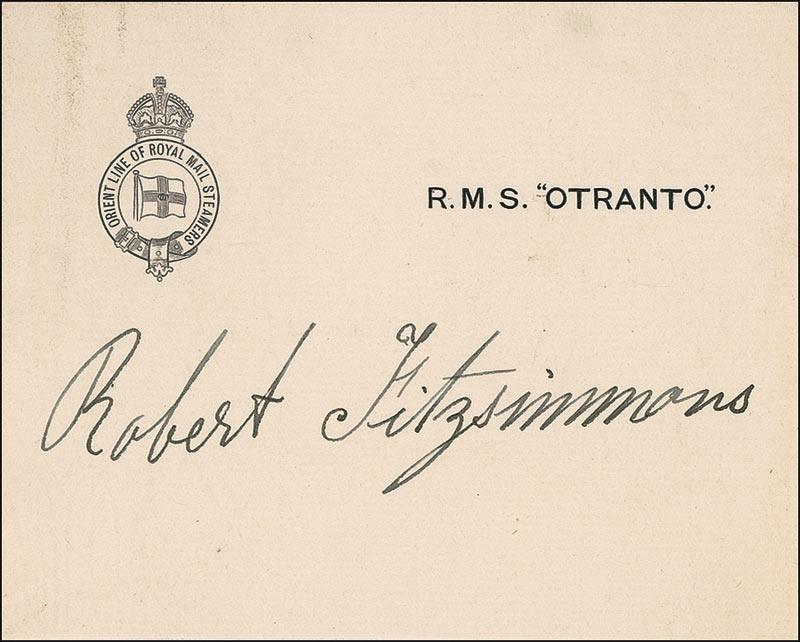 ORIENT LINE OF ROYAL MAIL STEAMERS
R.M.S. "OTRANTO".
Robert Fitzsimmons